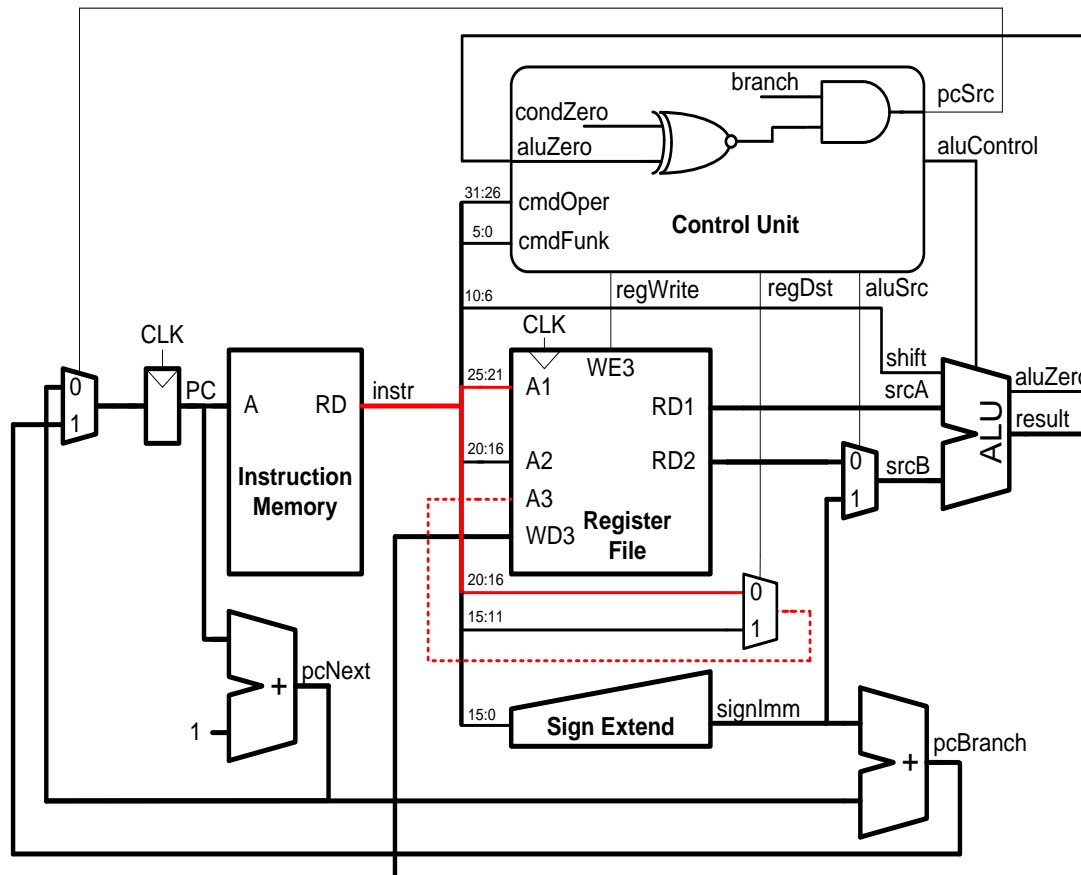 branch
pcSrc
condZero
aluZero
aluControl
31:26
cmdOper
5:0
cmdFunk
Control Unit
regWrite
regDst
aluSrc
10:6
CLK
CLK
shift
WE3
25:21
A1
0
1
PC
A
RD
instr
RD1
srcA
aluZero
result
ALU
20:16
A2
RD2
0
1
srcB
Instruction
Memory
A3
WD3
Register
File
20:16
0
15:11
1
pcNext
+
1
15:0
Sign Extend
signImm
pcBranch
+